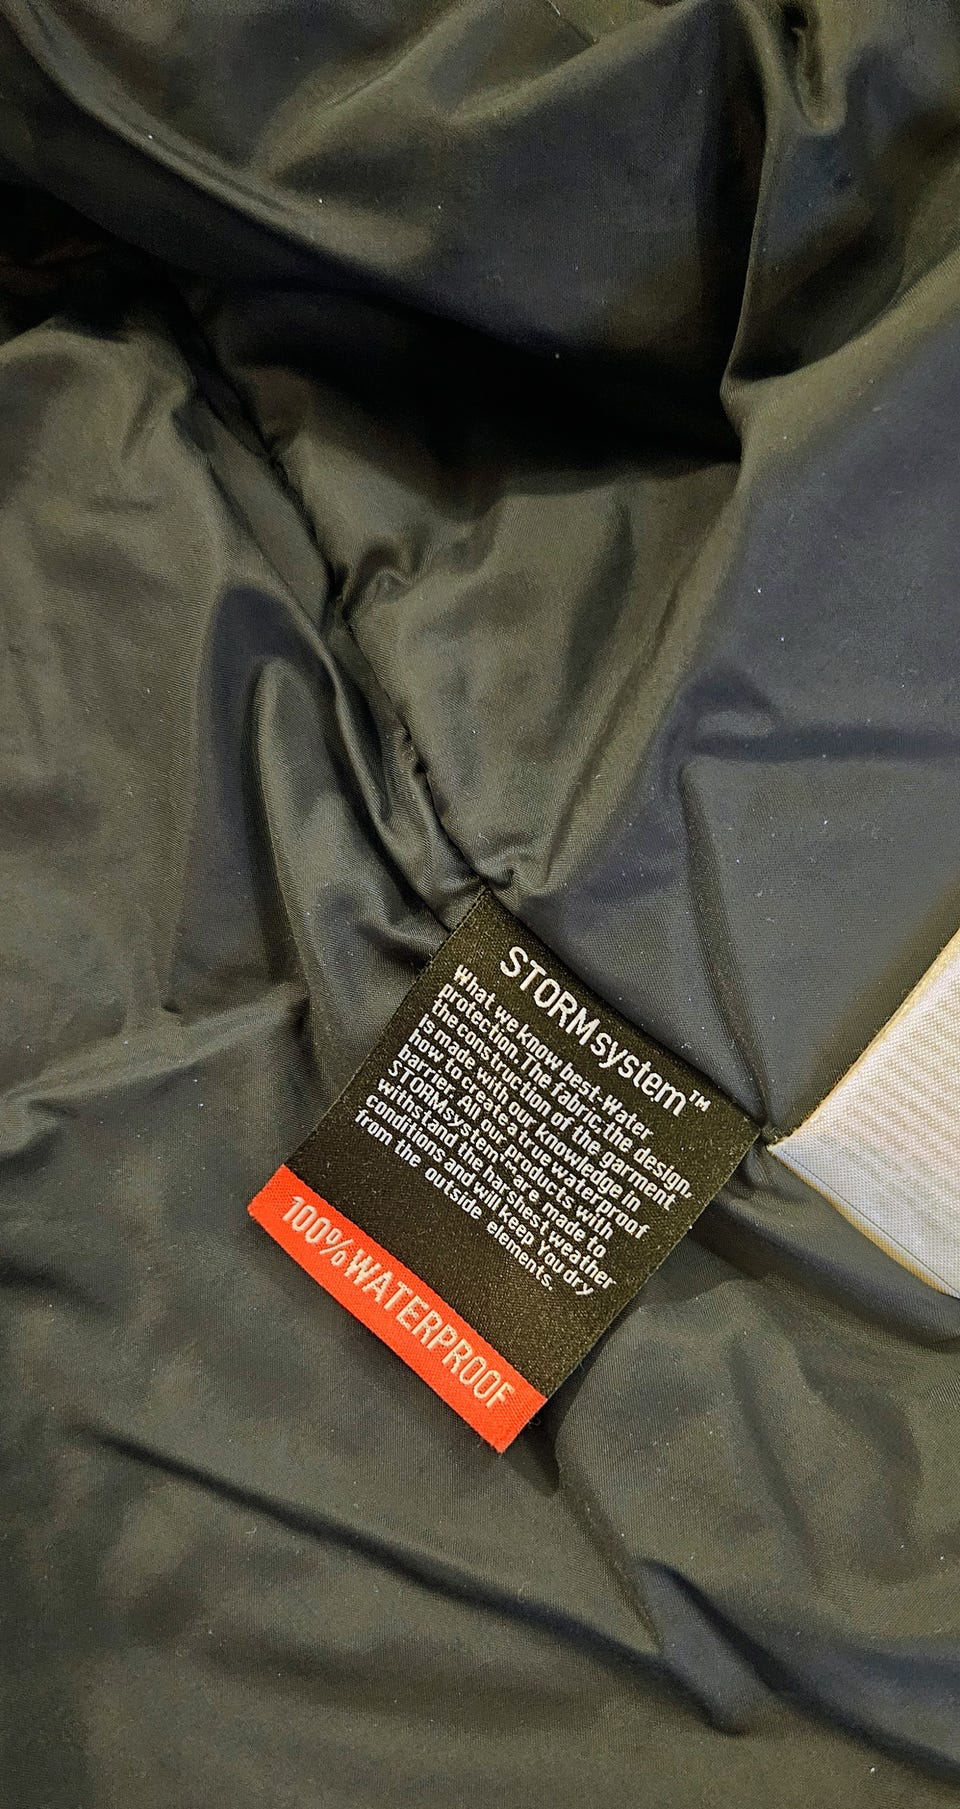 STORMsystem™
What we know best-Water
protection.The fabric,the design,
the construction of the garment
is made with our knowledge in
how to create a true waterproof
barrier. All our products with
STORMsystem™ are made to
withstand the harshest weather
conditions and will keep You dry
from the outside elements.
100% WATERPROOF